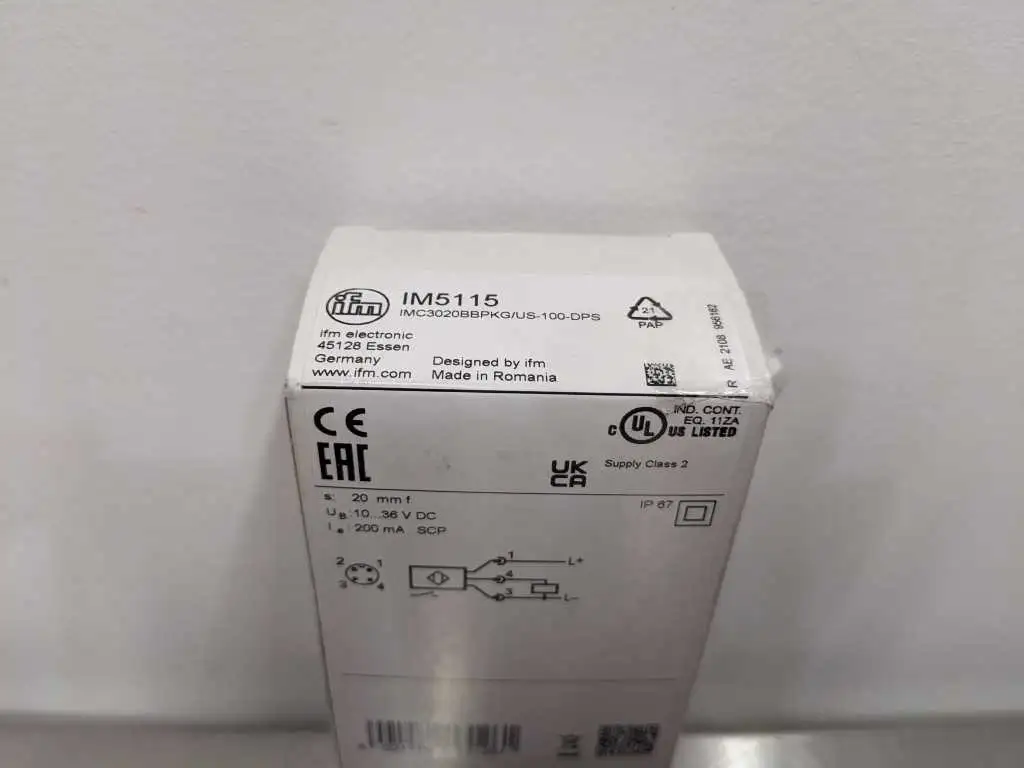 ifm
IM5115
IMC3020BBPKG/US-100-DPS
ifm electronic
45128 Essen
Germany
www.ifm.com
Designed by ifm
Made in Romania
21
PAP
R AE 2108 956162
CE
EAC
UK
CA
c UL US LISTED
IND. CONT.
EQ. 11ZA
Supply Class 2
s: 20 mm f
UB: 10...36 V DC
Ie: 200 mA SCP
IP 67
2 1
3 4
1 L+
4
3 L–